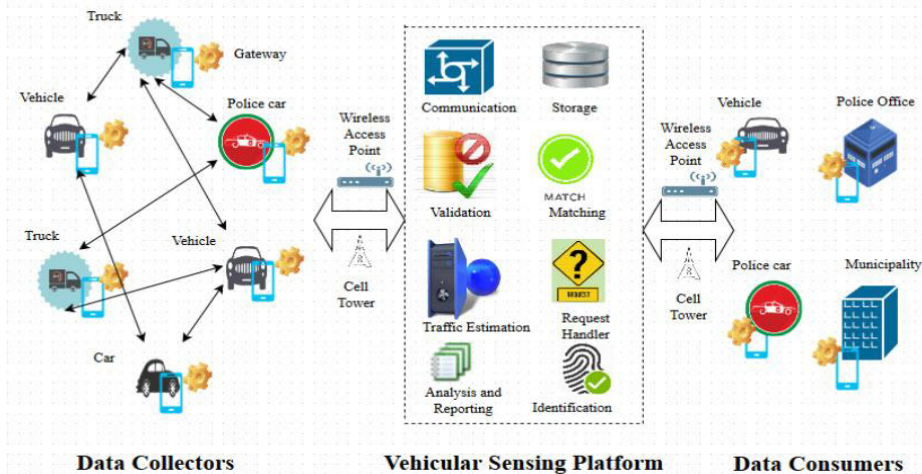 Truck
Gateway
Vehicle
Police car
Truck
Vehicle
Car
Data Collectors
Wireless
Access
Point
Cell
Tower
Communication
Storage
Validation
MATCH
Matching
Traffic Estimation
Request
Handler
Analysis and
Reporting
Identification
Vehicular Sensing Platform
Wireless
Access
Point
Cell
Tower
Vehicle
Police Office
Police car
Municipality
Data Consumers